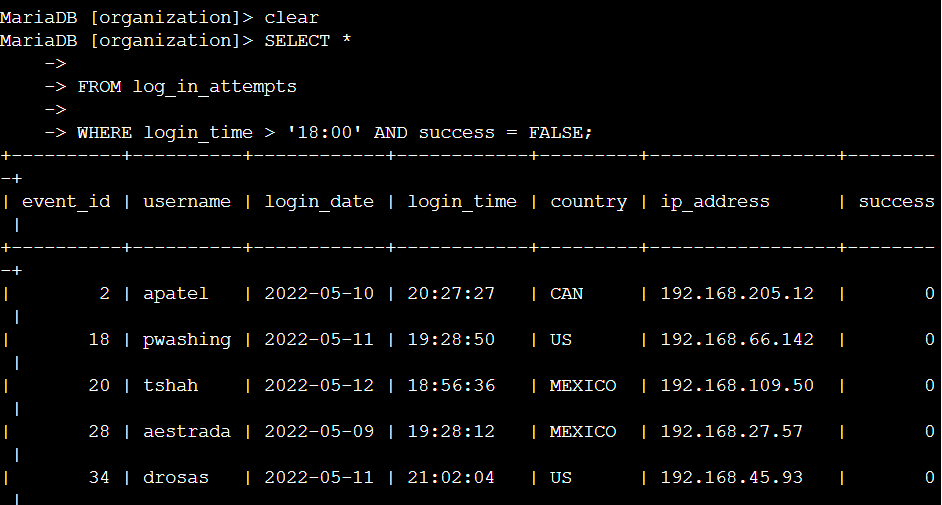 MariaDB [organization]> clear
MariaDB [organization]> SELECT *
    ->
    -> FROM log_in_attempts
    ->
    -> WHERE login_time > '18:00' AND success = FALSE;
+----------+----------+------------+------------+---------+-----------------+--------
-+
| event_id | username | login_date | login_time | country | ip_address      | success
 |
+----------+----------+------------+------------+---------+-----------------+--------
-+
|        2 | apatel   | 2022-05-10 | 20:27:27   | CAN     | 192.168.205.12  |       0
 |
|       18 | pwashing | 2022-05-11 | 19:28:50   | US      | 192.168.66.142  |       0
 |
|       20 | tshah    | 2022-05-12 | 18:56:36   | MEXICO  | 192.168.109.50  |       0
 |
|       28 | aestrada | 2022-05-09 | 19:28:12   | MEXICO  | 192.168.27.57   |       0
 |
|       34 | drosas   | 2022-05-11 | 21:02:04   | US      | 192.168.45.93   |       0
 |